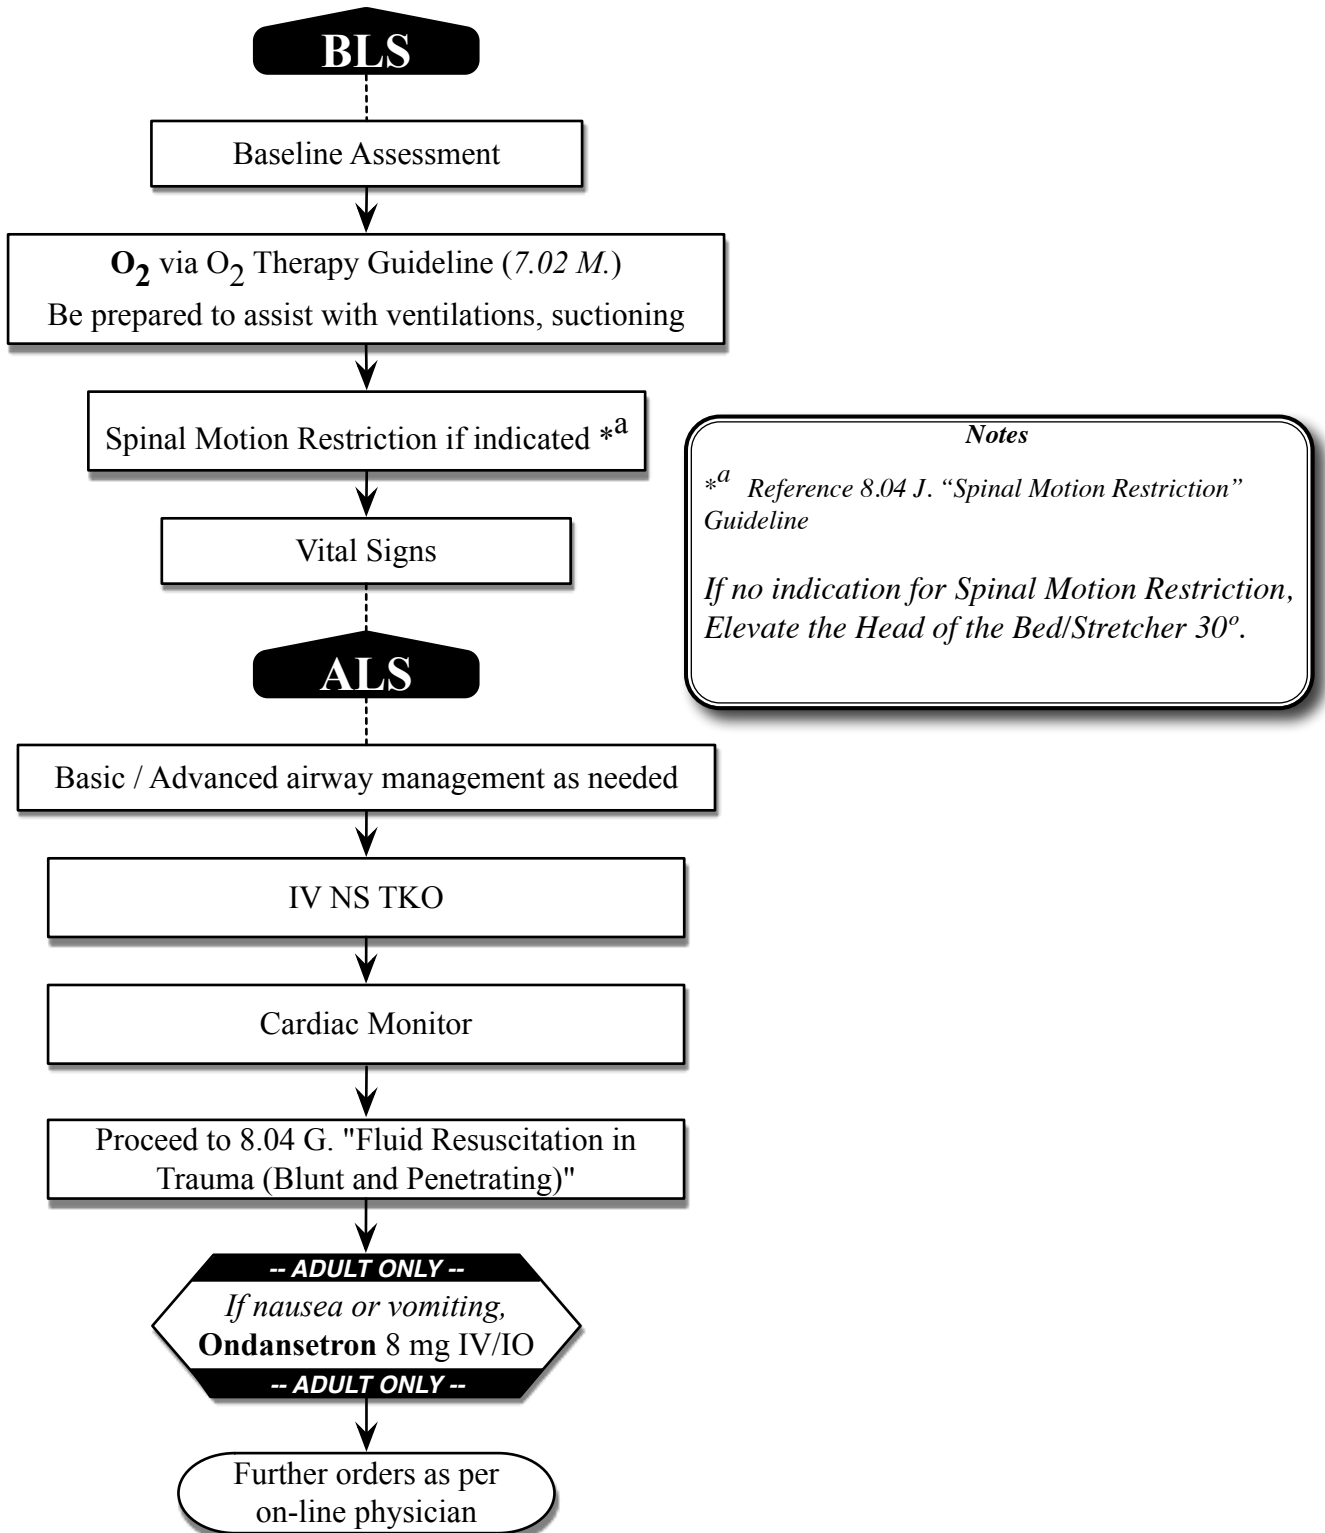 BLS
Baseline Assessment
O2 via O2 Therapy Guideline (7.02 M.)
Be prepared to assist with ventilations, suctioning
Spinal Motion Restriction if indicated *a
Vital Signs
Notes
*a Reference 8.04 J. “Spinal Motion Restriction”
Guideline
If no indication for Spinal Motion Restriction,
Elevate the Head of the Bed/Stretcher 30º.
ALS
Basic / Advanced airway management as needed
IV NS TKO
Cardiac Monitor
Proceed to 8.04 G. "Fluid Resuscitation in
Trauma (Blunt and Penetrating)"
-- ADULT ONLY --
If nausea or vomiting,
Ondansetron 8 mg IV/IO
-- ADULT ONLY --
Further orders as per
on-line physician